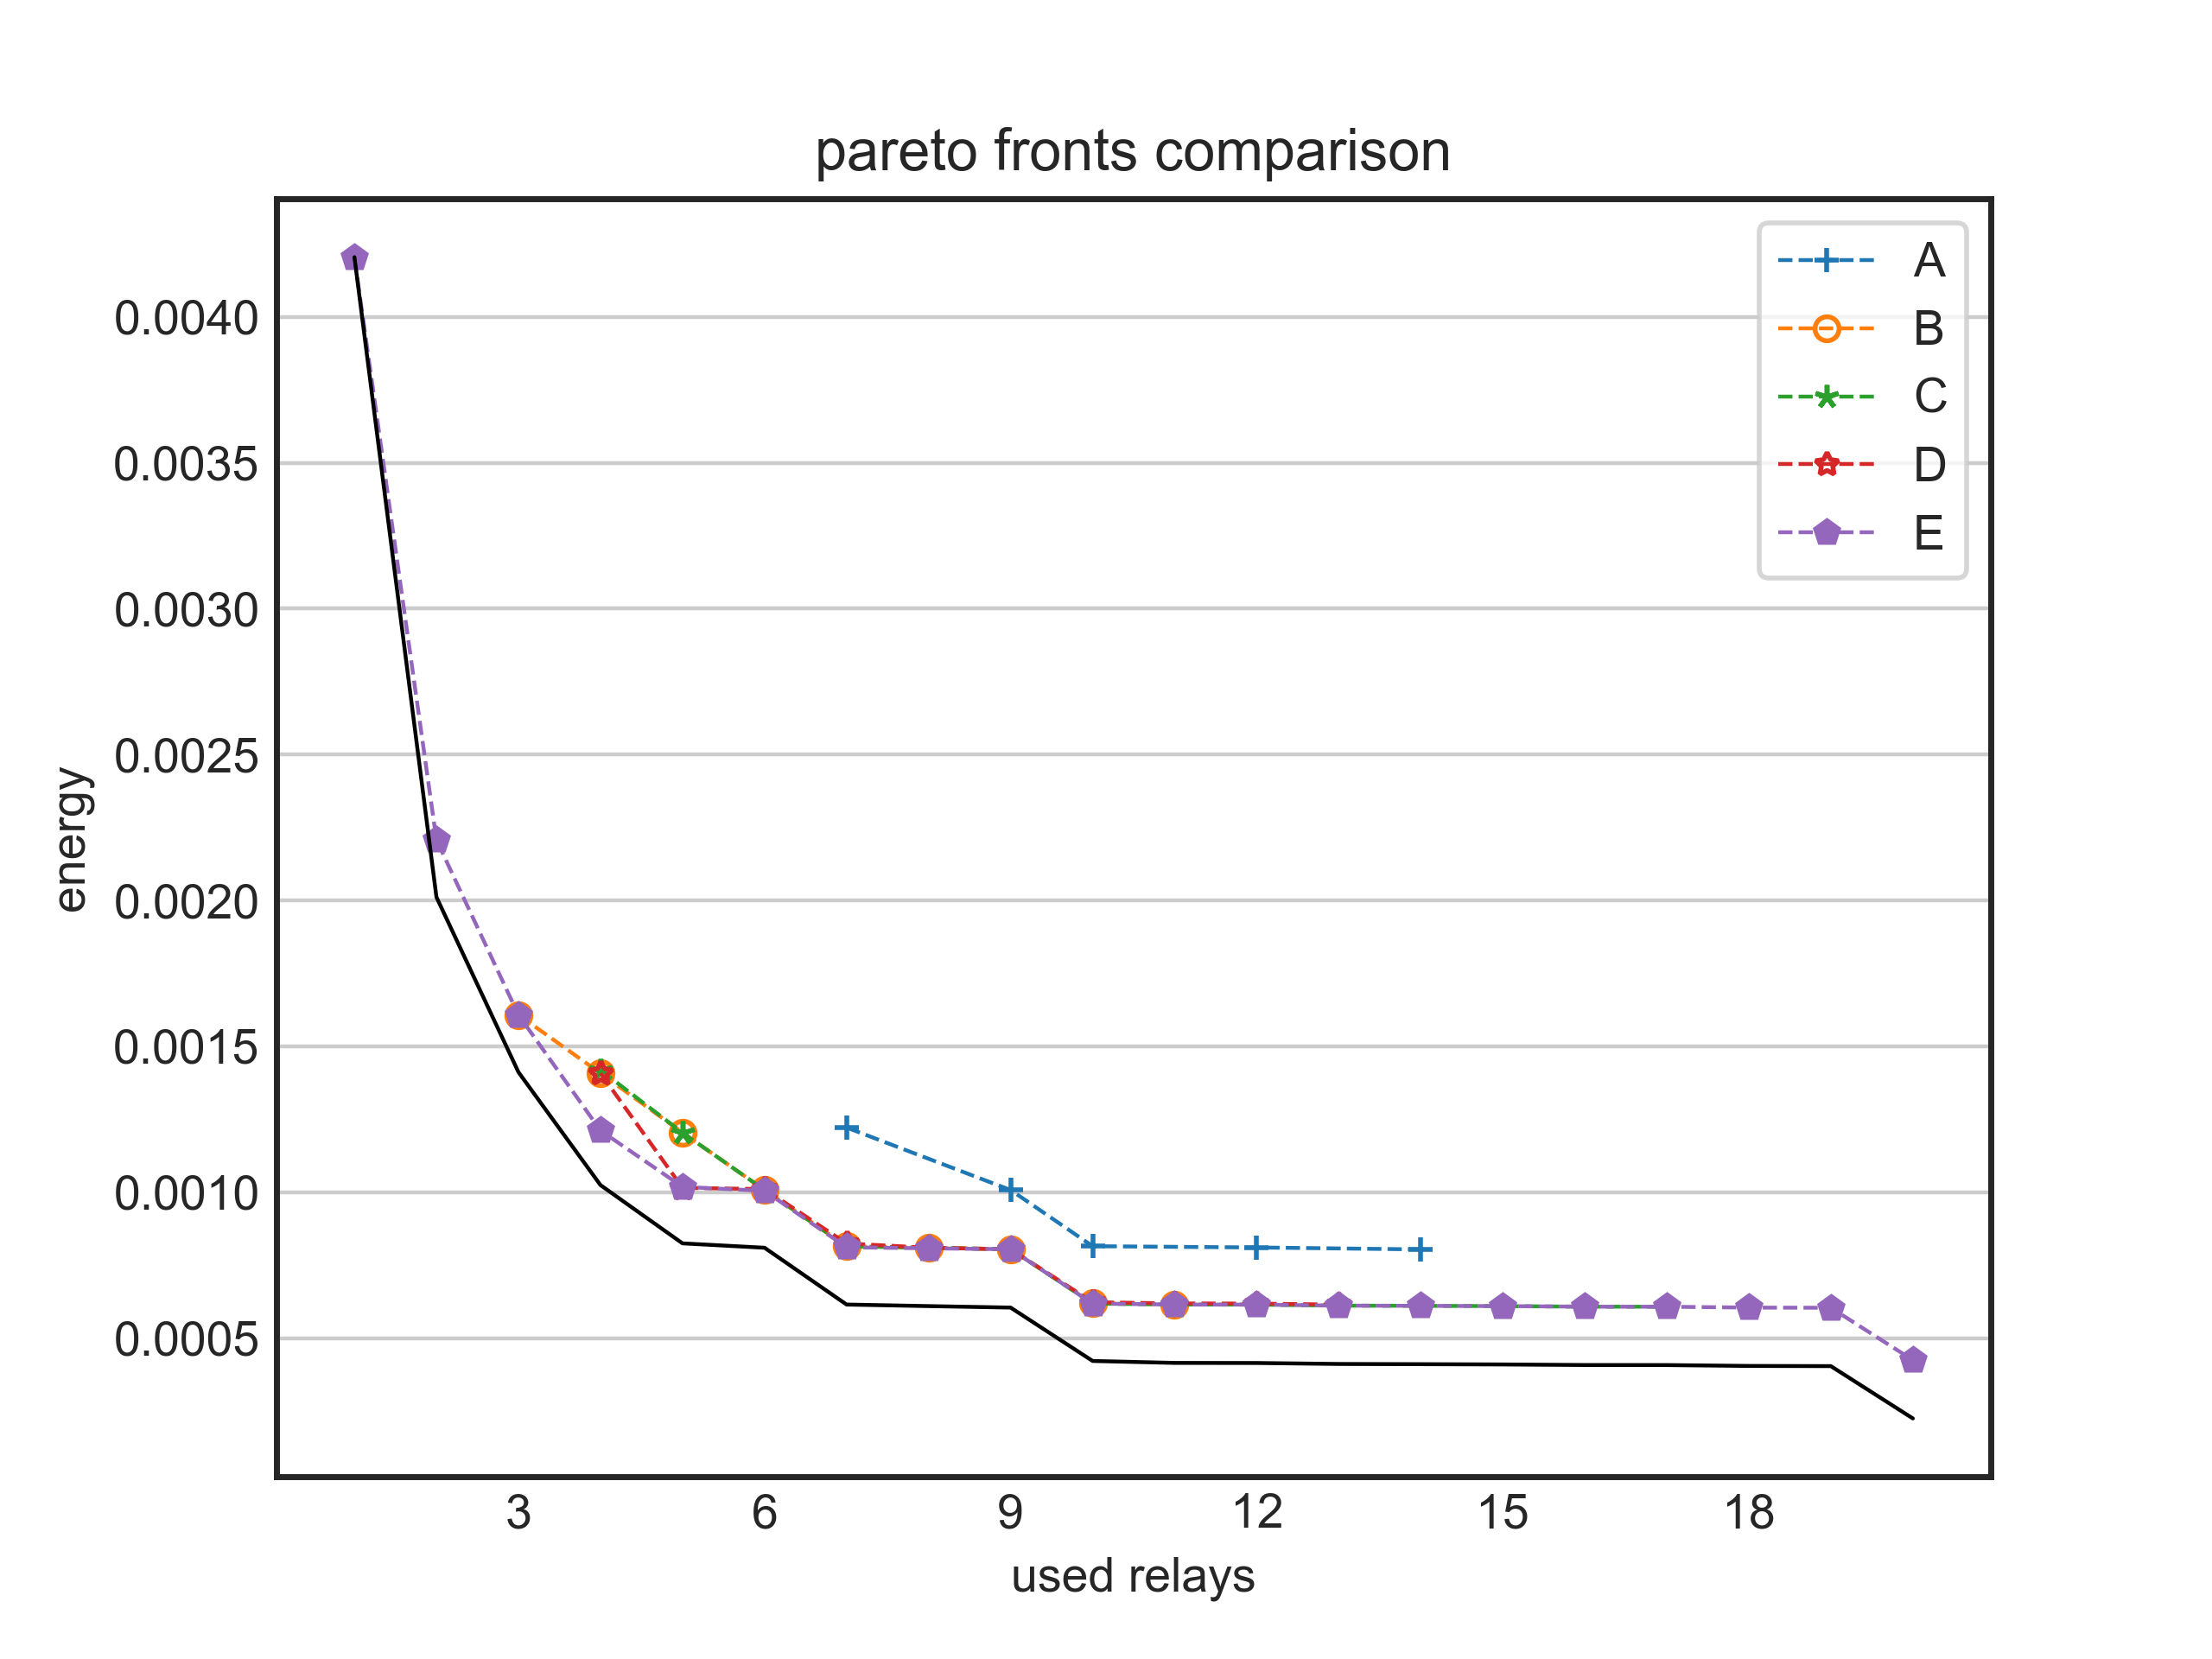 pareto fronts comparison
A
B
C
D
E
0.0040
0.0035
0.0030
0.0025
0.0020
0.0015
0.0010
0.0005
energy
3 6 9 12 15 18
used relays